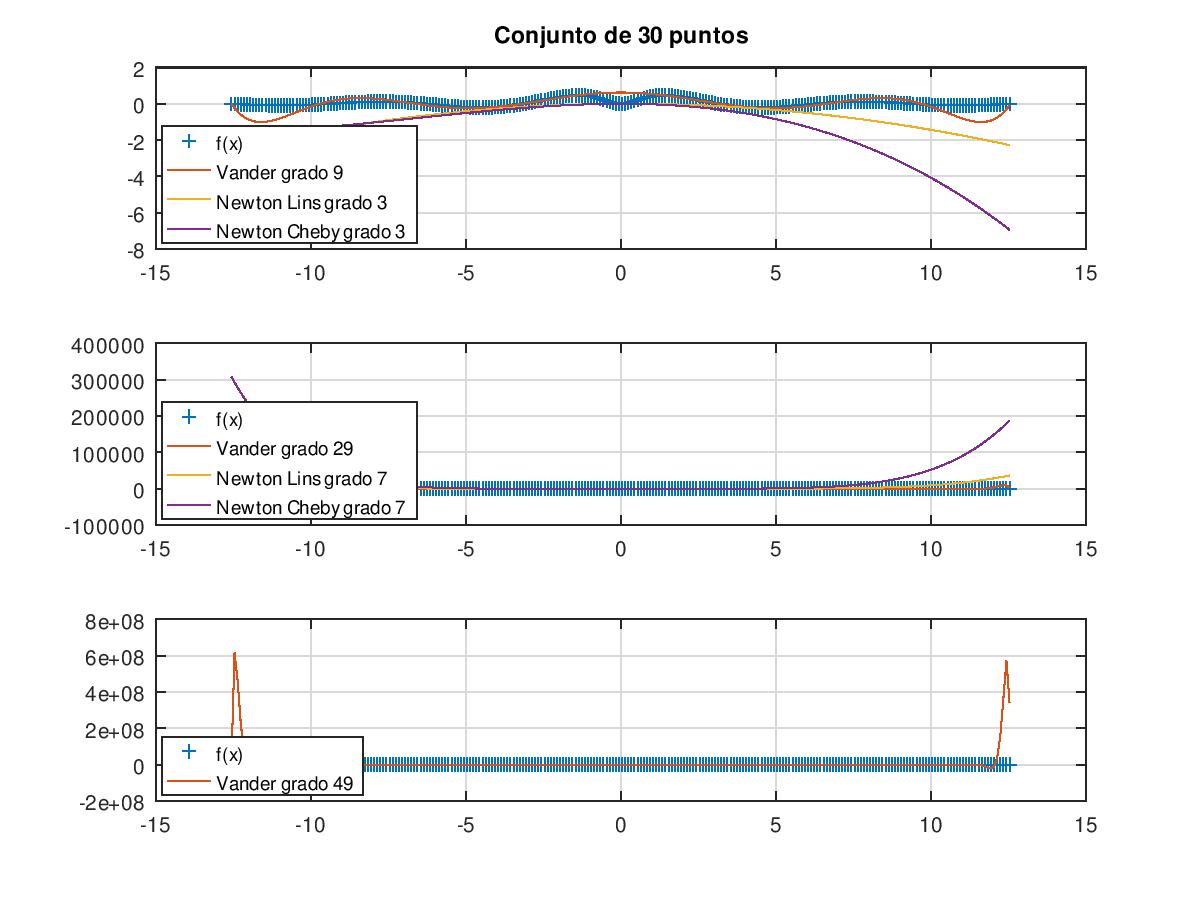 Conjunto de 30 puntos
2
0
-2
-4
-6
-8
f(x)
Vander grado 9
Newton Lins grado 3
Newton Cheby grado 3
-15 -10 -5 0 5 10 15
400000
300000
200000
100000
0
-100000
f(x)
Vander grado 29
Newton Lins grado 7
Newton Cheby grado 7
-15 -10 -5 0 5 10 15
8e+08
6e+08
4e+08
2e+08
0
-2e+08
f(x)
Vander grado 49
-15 -10 -5 0 5 10 15